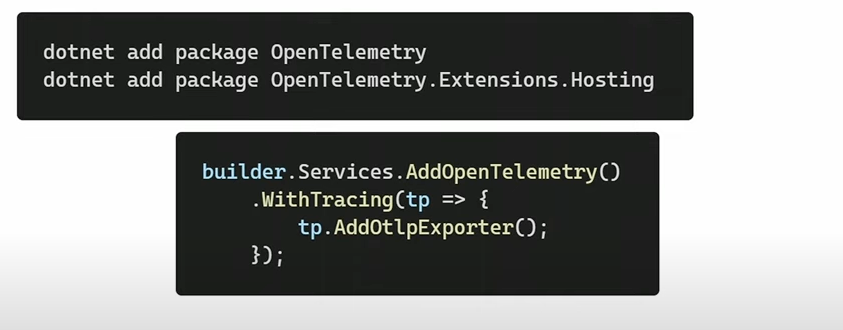 dotnet add package OpenTelemetry
dotnet add package OpenTelemetry.Extensions.Hosting
builder.Services.AddOpenTelemetry()
.WithTracing(tp => {
tp.AddOtlpExporter();
});